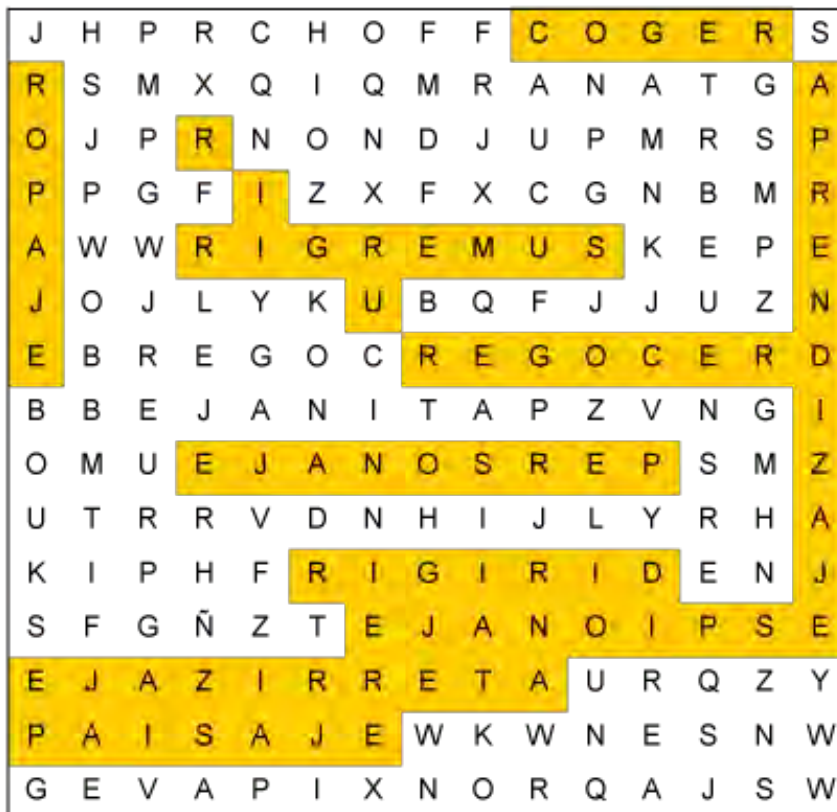 J H P R C H O F F C O G E R S
R S M X Q I Q M R A N A T G A
O J P R N O N D J U P M R S P
P P G F I Z X F X C G N B M R
A W W R I G R E M U S K E P E
J O J L Y K U B Q F J J U Z N
E B R E G O C R E G O C E R D
B B E J A N I T A P Z V N G I
O M U E J A N O S R E P S M Z
U T R R V D N H I J L Y R H A
K I P H F R I G I R I D E N J
S F G Ñ Z T E J A N O I P S E
E J A Z I R R E T A U R Q Z Y
P A I S A J E W K W N E S N W
G E V A P I X N O R Q A J S W